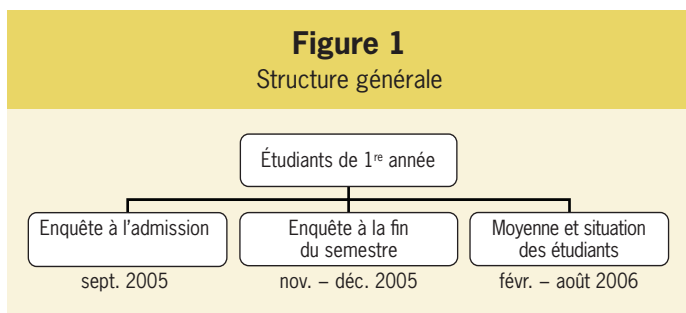 Figure 1
Structure générale
Étudiants de 1re année
Enquête à l'admission
Enquête à la fin
du semestre
Moyenne et situation
des étudiants
sept. 2005
nov. – déc. 2005
févr. – août 2006